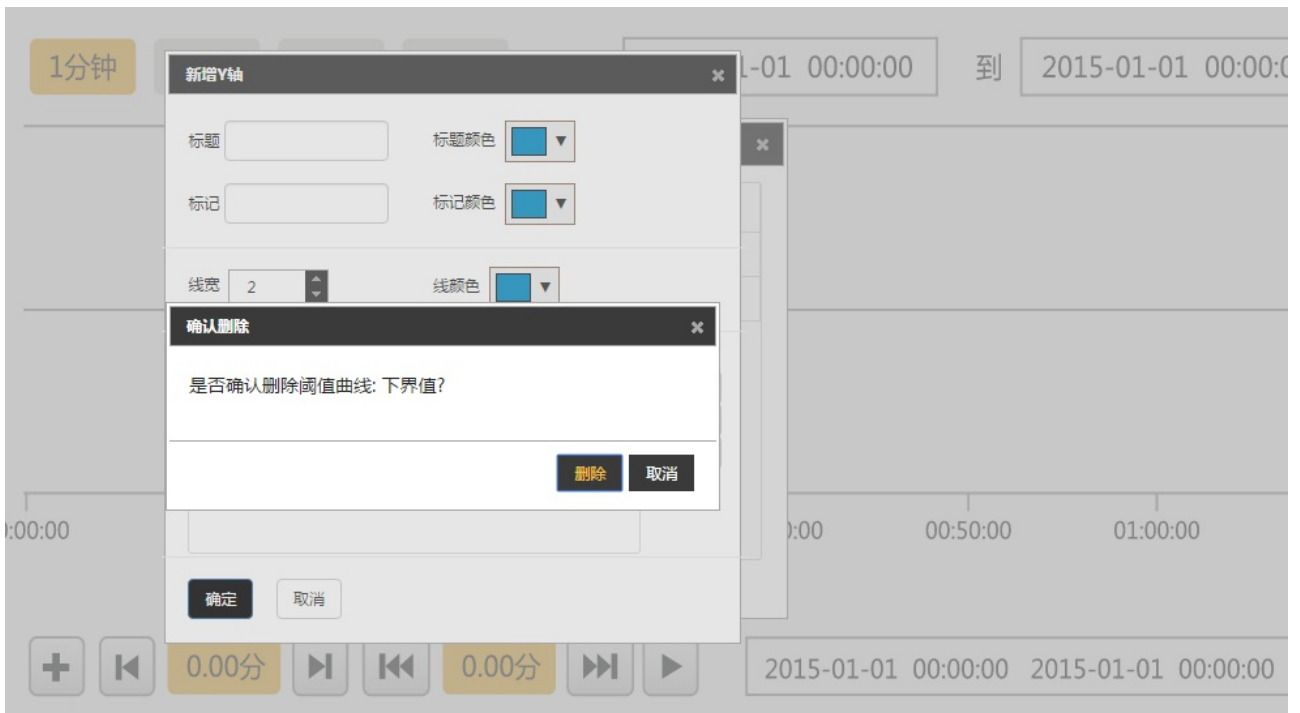 1分钟
-01 00:00:00
到
2015-01-01 00:00:0
新增Y轴
标题
标题颜色
标记
标记颜色
线宽
2
线颜色
确认删除
是否确认删除阈值曲线: 下界值?
删除
取消
:00:00
:00
00:50:00
01:00:00
确定
取消
0.00分
0.00分
2015-01-01 00:00:00 2015-01-01 00:00:00